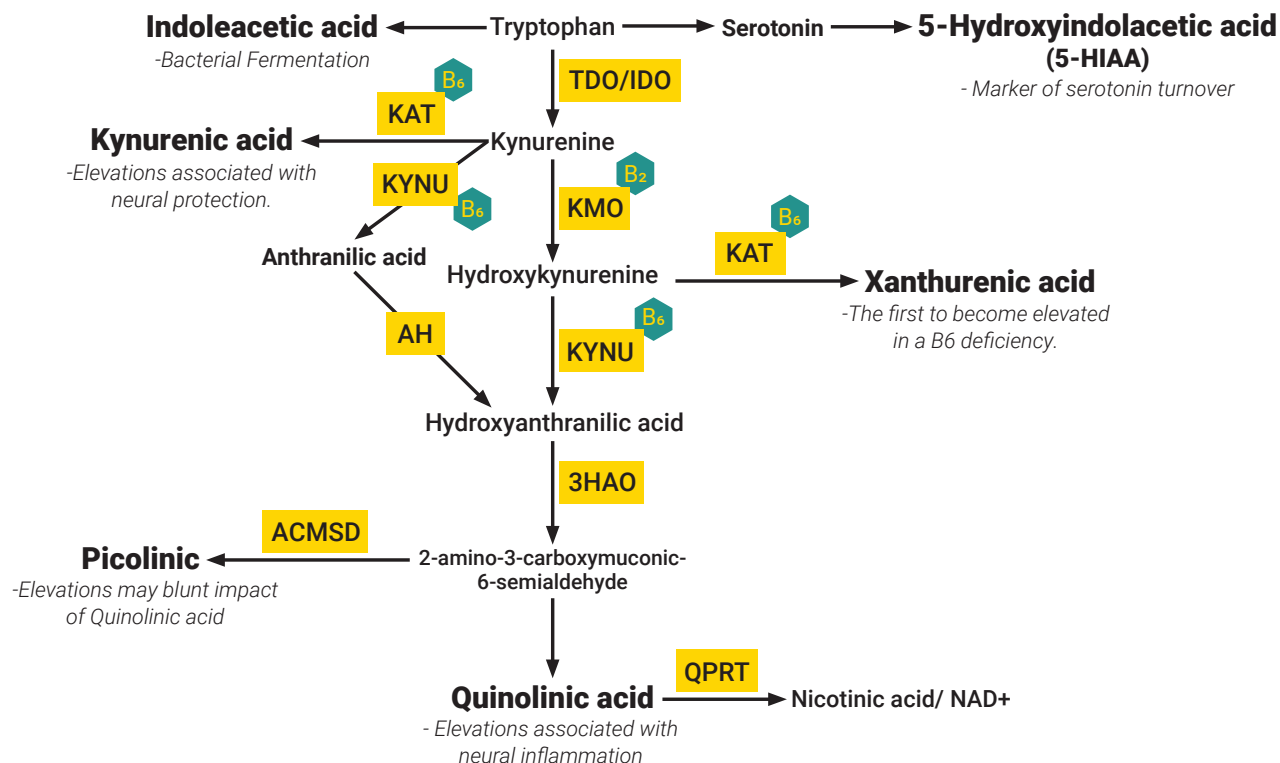 Indoleacetic acid
-Bacterial Fermentation
Tryptophan
Serotonin
5-Hydroxyindolacetic acid
(5-HIAA)
- Marker of serotonin turnover
TDO/IDO
B₆
KAT
Kynurenic acid
-Elevations associated with
neural protection.
Kynurenine
KYNU
B₆
B₂
KMO
Anthranilic acid
Hydroxykynurenine
B₆
KAT
Xanthurenic acid
-The first to become elevated
in a B6 deficiency.
AH
B₆
KYNU
Hydroxyanthranilic acid
3HAO
ACMSD
Picolinic
-Elevations may blunt impact
of Quinolinic acid
2-amino-3-carboxymuconic-
6-semialdehyde
Quinolinic acid
- Elevations associated with
neural inflammation
QPRT
Nicotinic acid/ NAD+